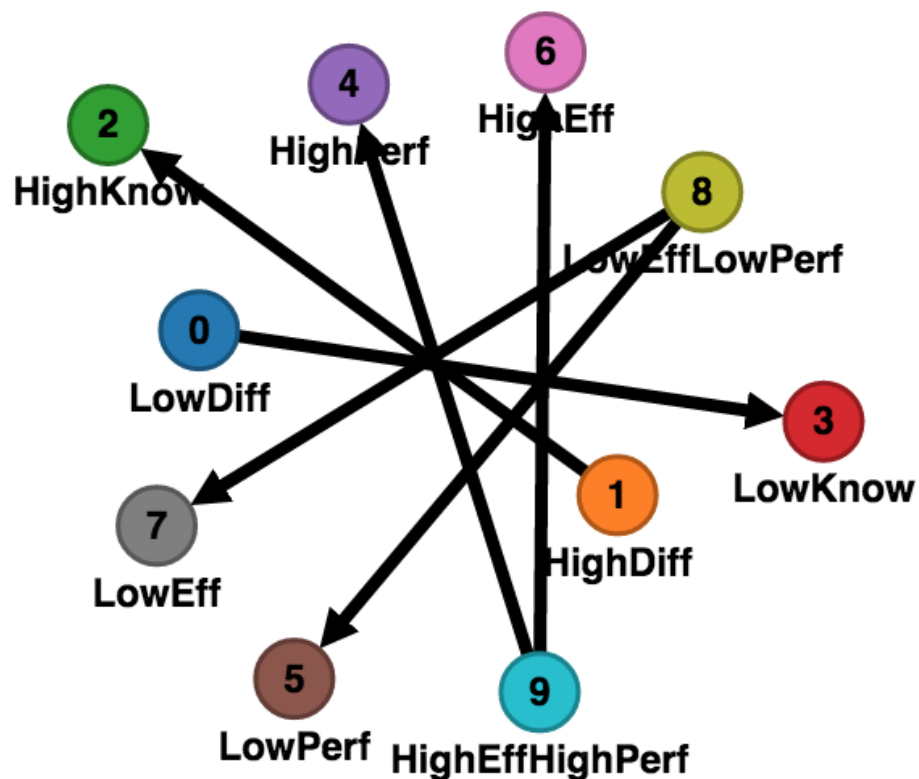 6
HighEff
4
HighPerf
2
HighKnow
8
LowEffLowPerf
0
LowDiff
3
LowKnow
1
HighDiff
7
LowEff
5
LowPerf
9
HighEffHighPerf